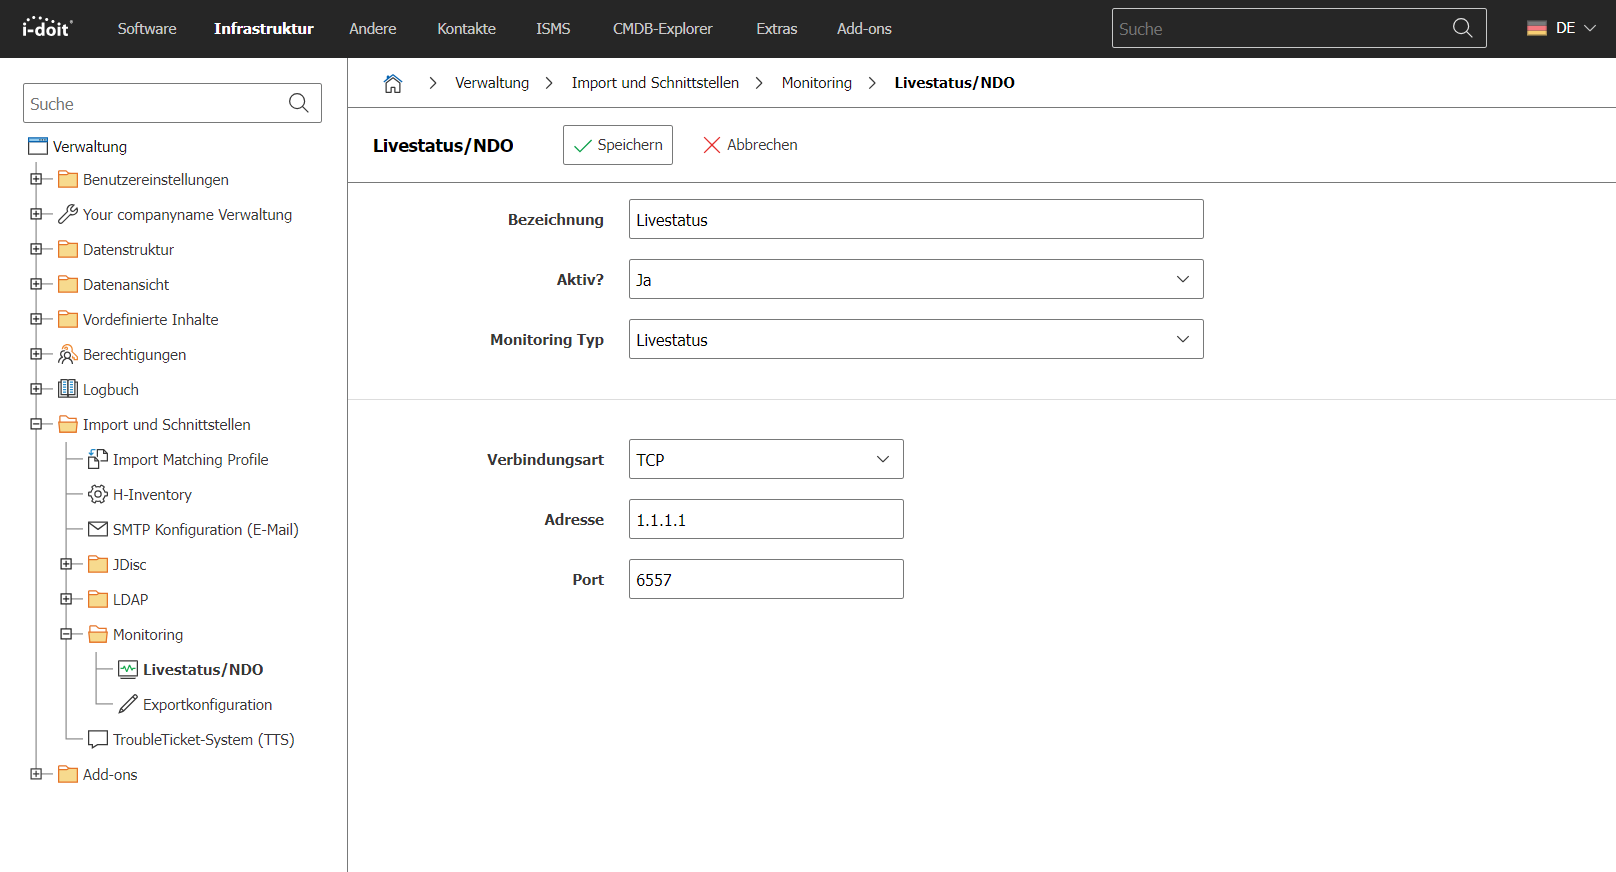 i-doit Software Infrastruktur Andere Kontakte ISMS CMDB-Explorer Extras Add-ons Suche DE
Suche
Verwaltung
Benutzereinstellungen
Your companyname Verwaltung
Datenstruktur
Datenansicht
Vordefinierte Inhalte
Berechtigungen
Logbuch
Import und Schnittstellen
Import Matching Profile
H-Inventory
SMTP Konfiguration (E-Mail)
JDisc
LDAP
Monitoring
Livestatus/NDO
Exportkonfiguration
TroubleTicket-System (TTS)
Add-ons
Verwaltung Import und Schnittstellen Monitoring Livestatus/NDO
Livestatus/NDO Speichern Abbrechen
Bezeichnung Livestatus
Aktiv? Ja
Monitoring Typ Livestatus
Verbindungsart TCP
Adresse 1.1.1.1
Port 6557